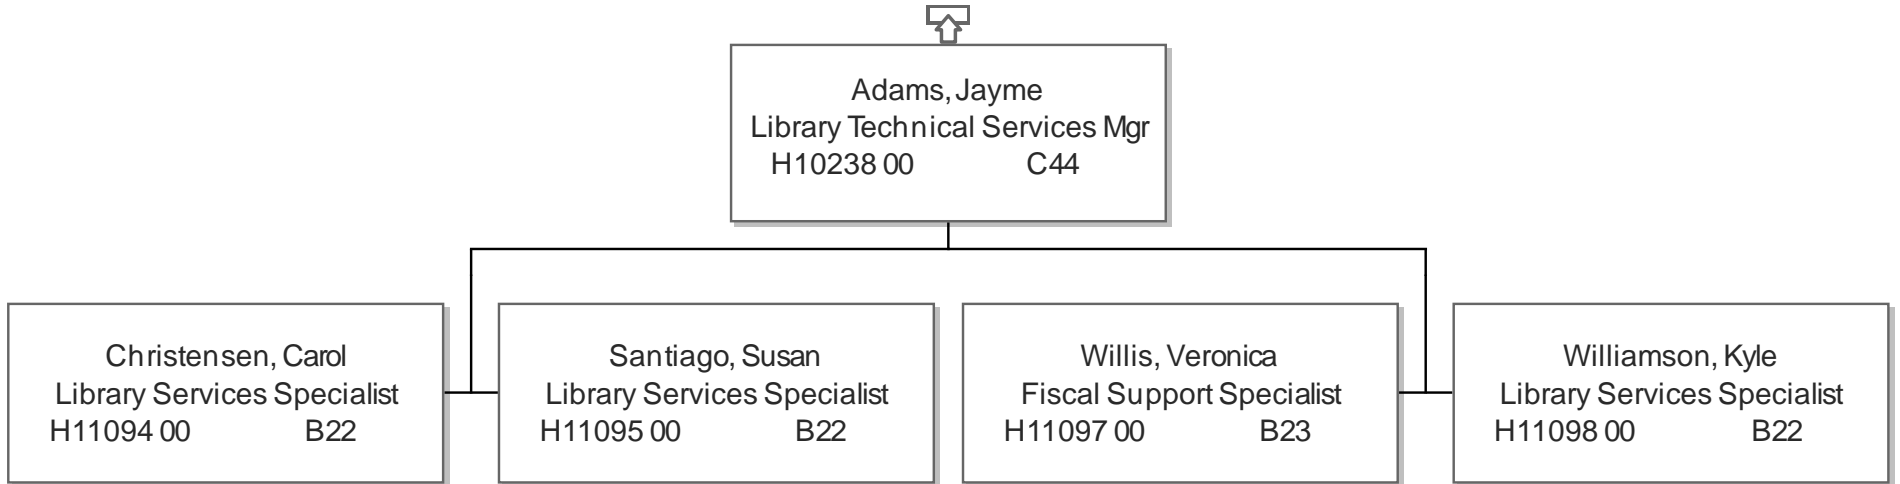 Adams, Jayme
Library Technical Services Mgr
H10238 00 C44
Christensen, Carol
Library Services Specialist
H11094 00 B22
Santiago, Susan
Library Services Specialist
H11095 00 B22
Willis, Veronica
Fiscal Support Specialist
H11097 00 B23
Williamson, Kyle
Library Services Specialist
H11098 00 B22